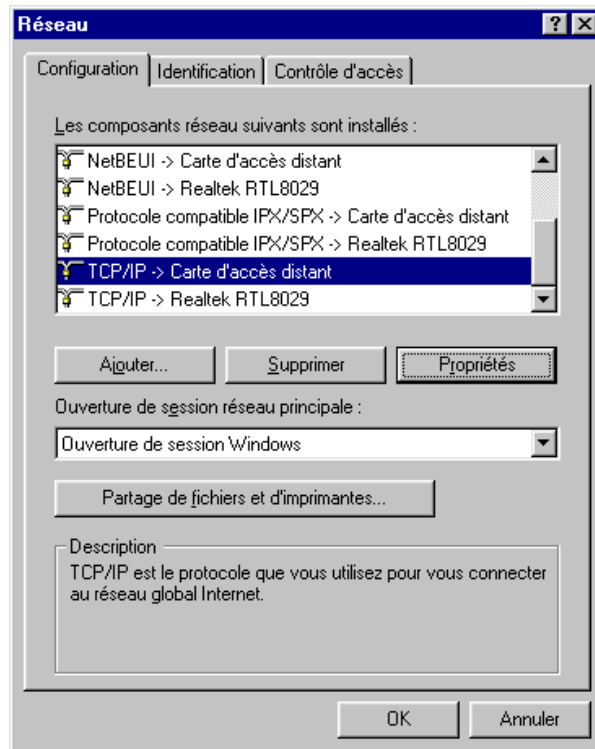 Réseau
Configuration
Identification
Contrôle d'accès
Les composants réseau suivants sont installés :
NetBEUI -> Carte d'accès distant
NetBEUI -> Realtek RTL8029
Protocole compatible IPX/SPX -> Carte d'accès distant
Protocole compatible IPX/SPX -> Realtek RTL8029
TCP/IP -> Carte d'accès distant
TCP/IP -> Realtek RTL8029
Ajouter...
Supprimer
Propriétés
Ouverture de session réseau principale :
Ouverture de session Windows
Partage de fichiers et d'imprimantes...
Description
TCP/IP est le protocole que vous utilisez pour vous connecter
au réseau global Internet.
OK
Annuler